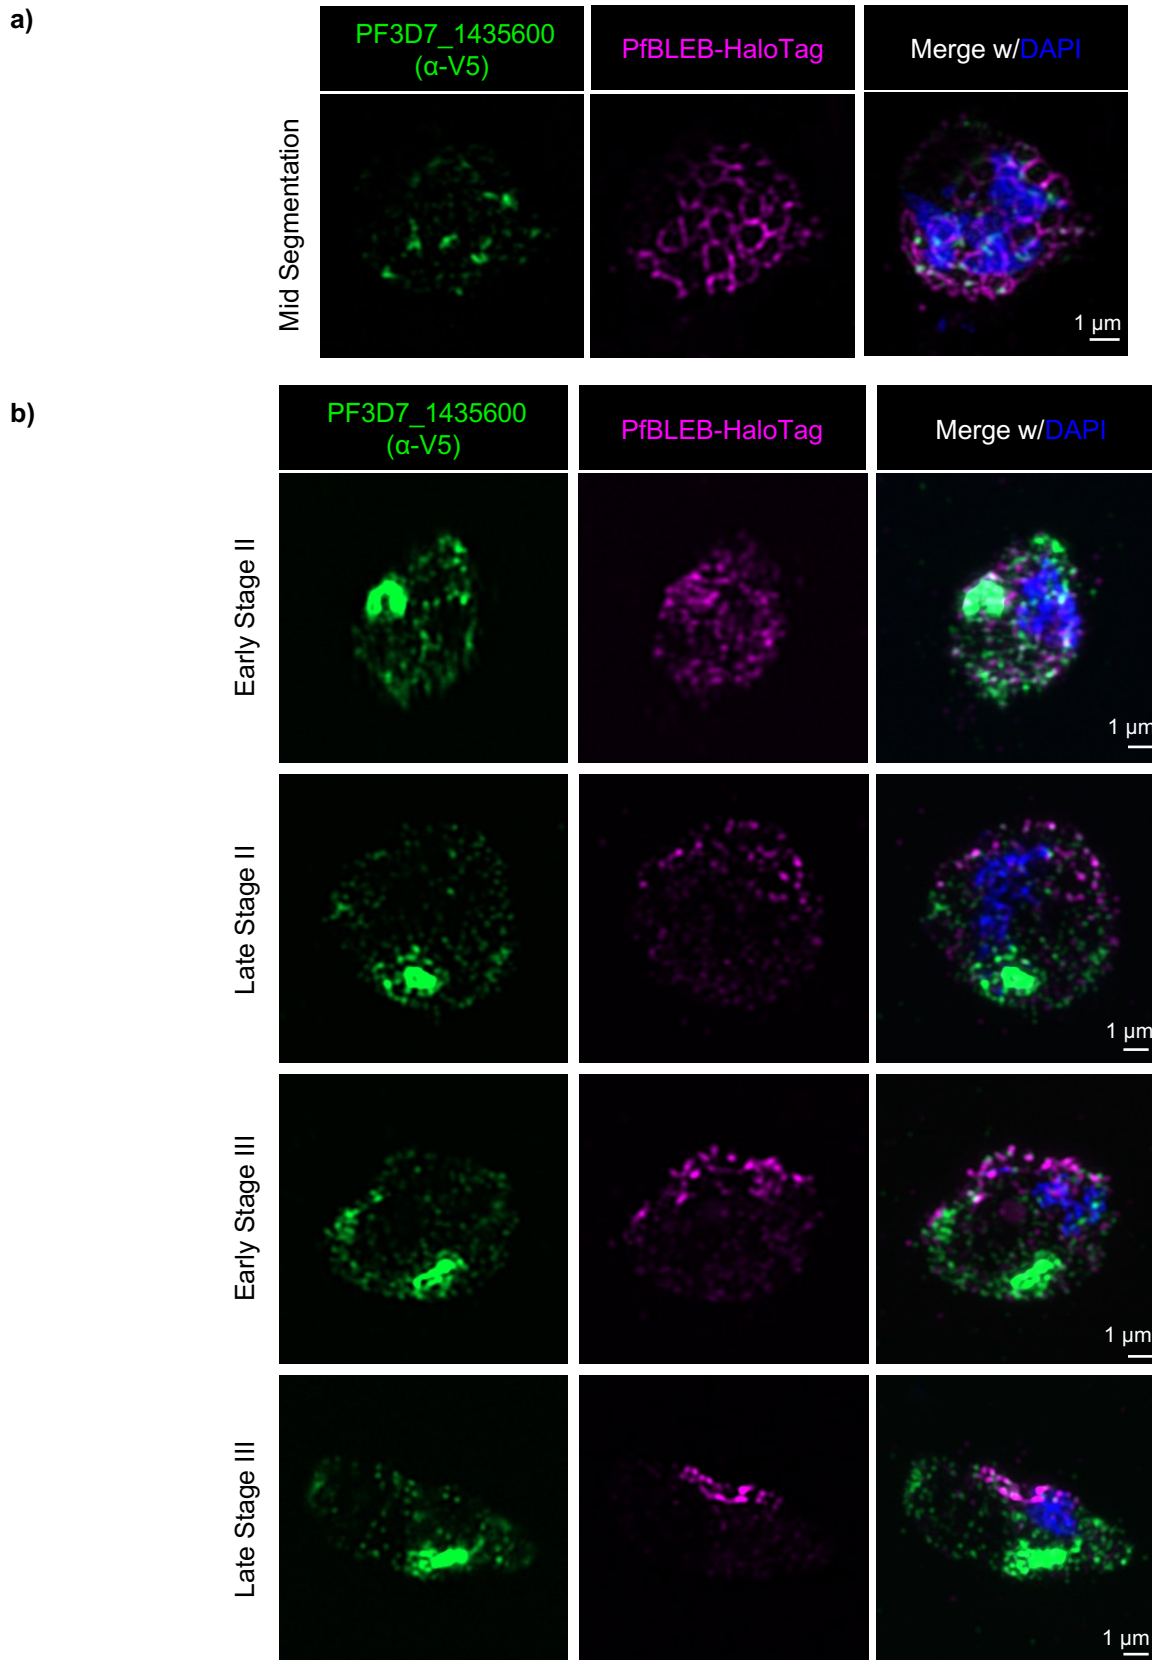 a)
PF3D7_1435600
(α-V5)
PfBLEB-HaloTag
Merge w/DAPI
Mid Segmentation
1 µm
b)
PF3D7_1435600
(α-V5)
PfBLEB-HaloTag
Merge w/DAPI
Early Stage II
1 µm
Late Stage II
1 µm
Early Stage III
1 µm
Late Stage III
1 µm